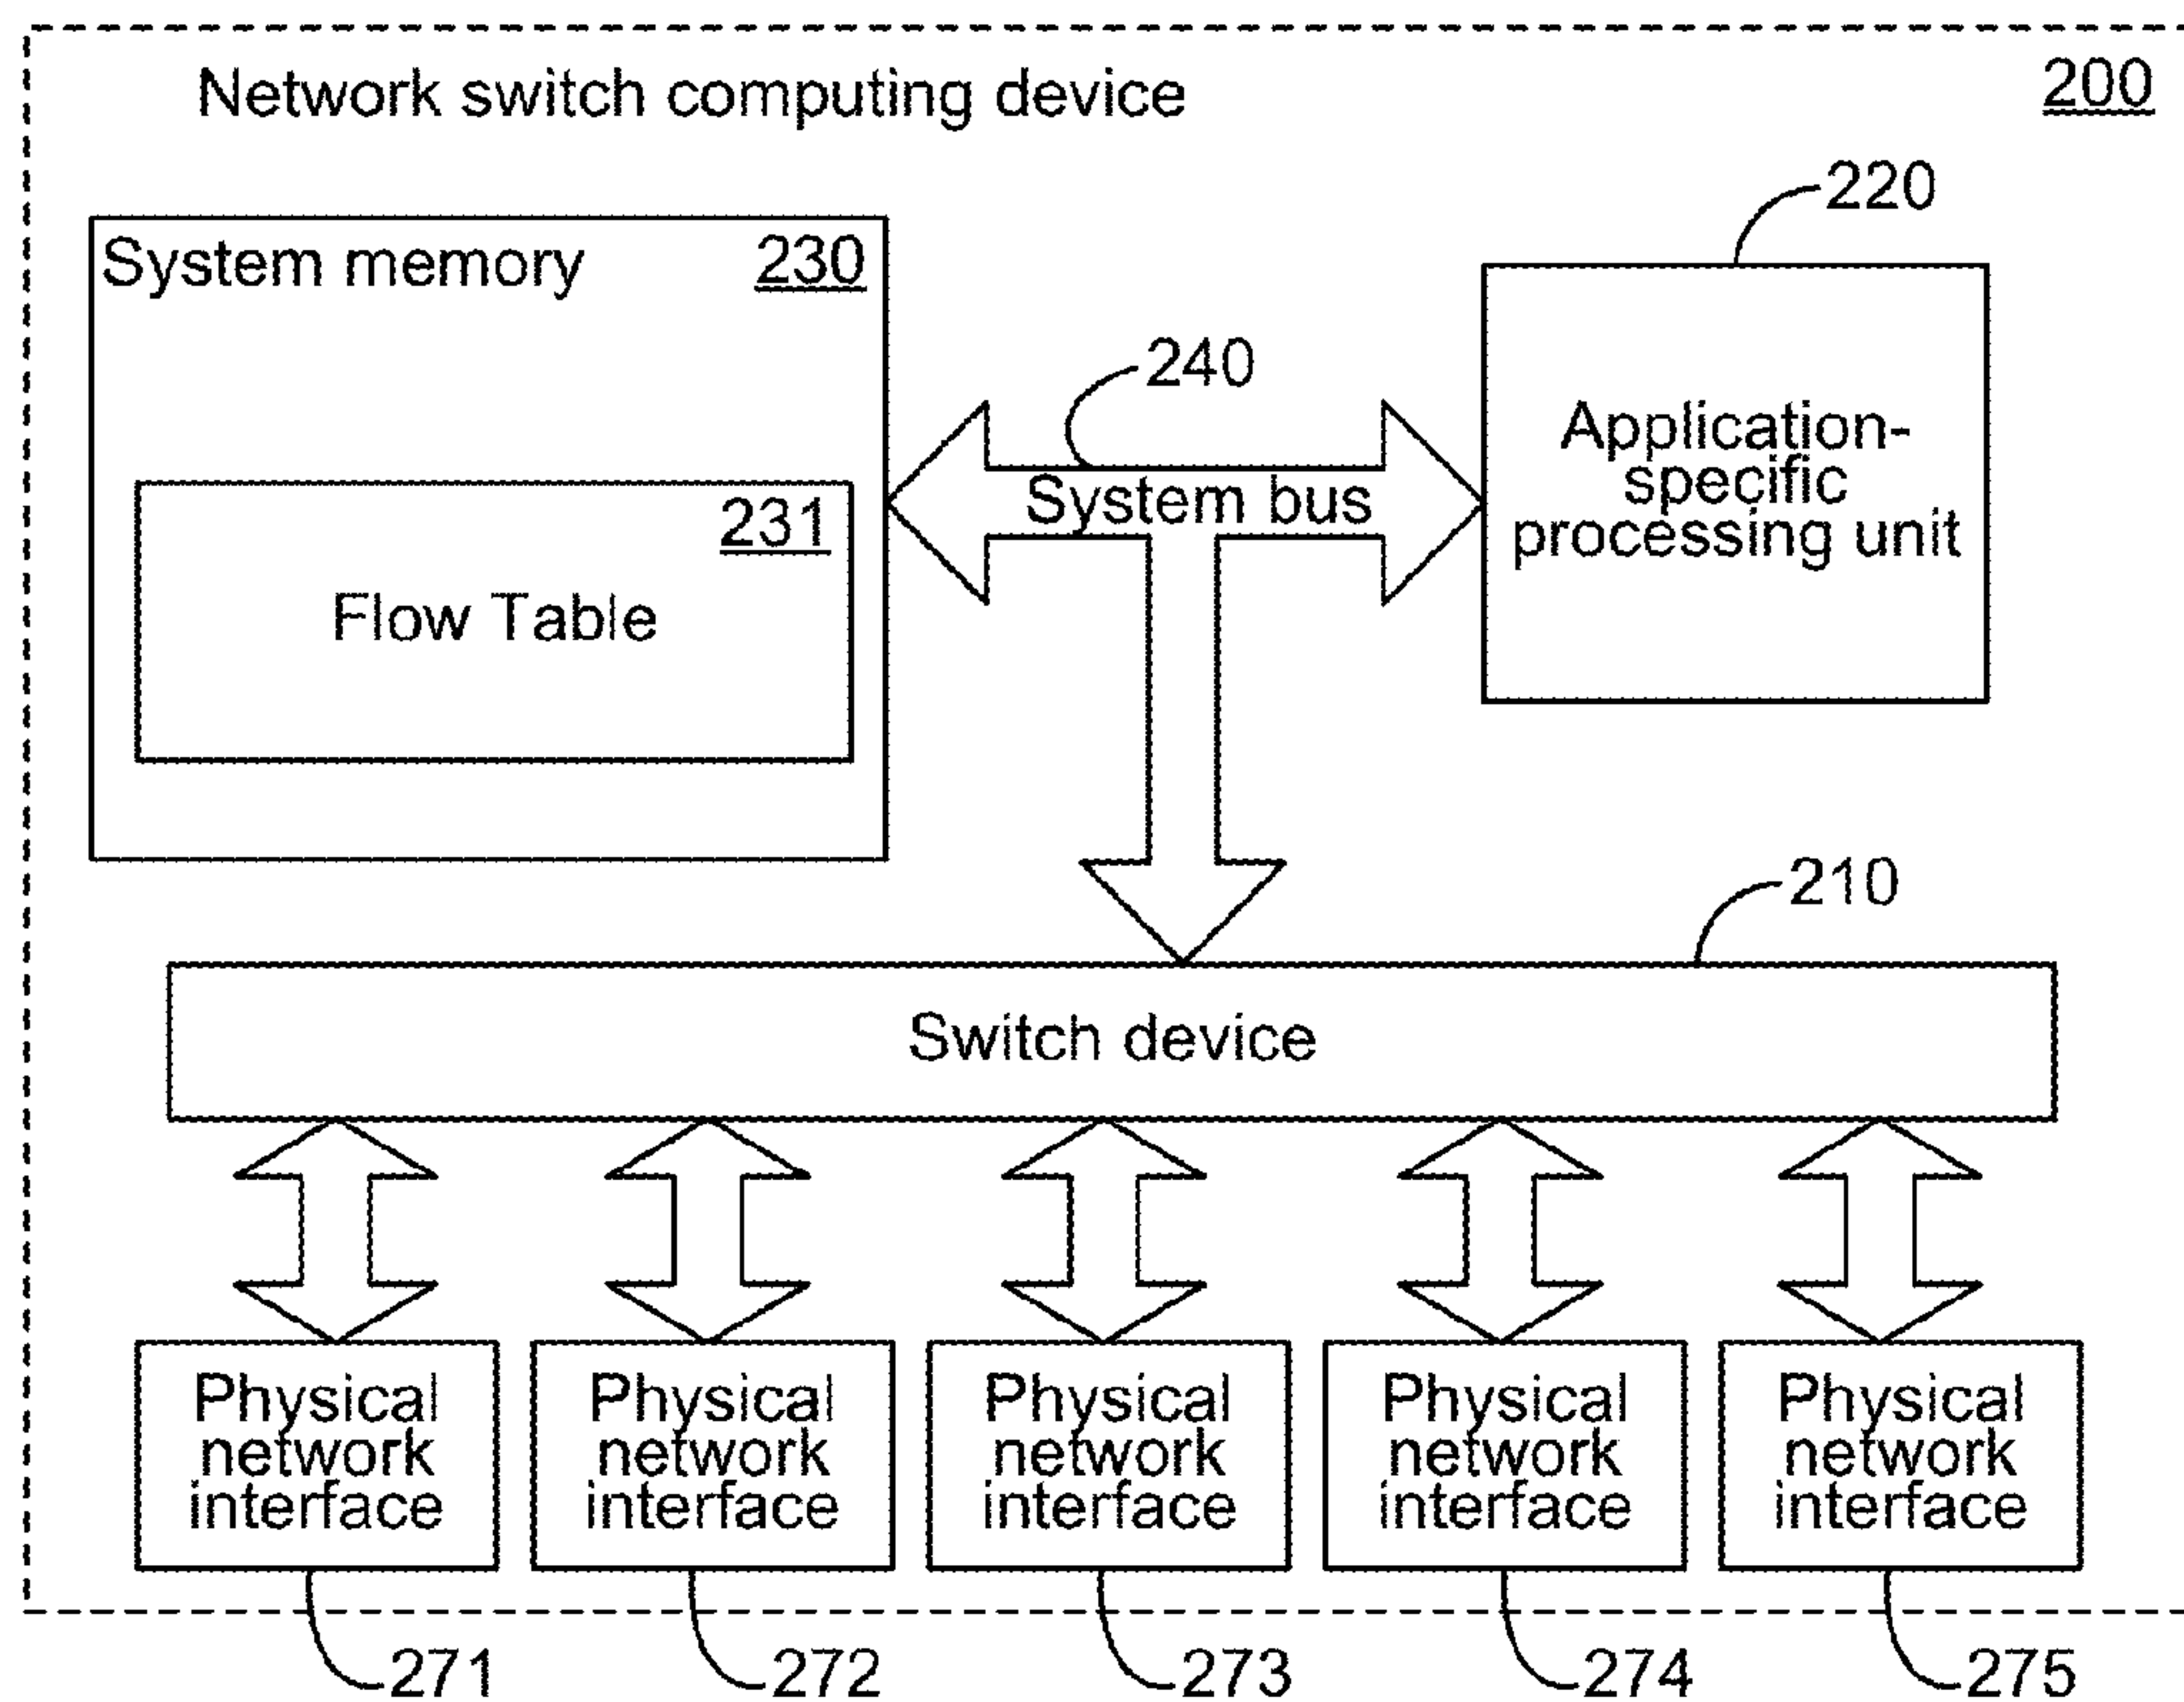 Network switch computing device
200
220
System memory
230
240
Application-
specific
processing unit
System bus
231
Flow Table
210
Switch device
Physical
network
interface
Physical
network
interface
Physical
network
interface
Physical
network
interface
Physical
network
interface
271
272
273
274
275